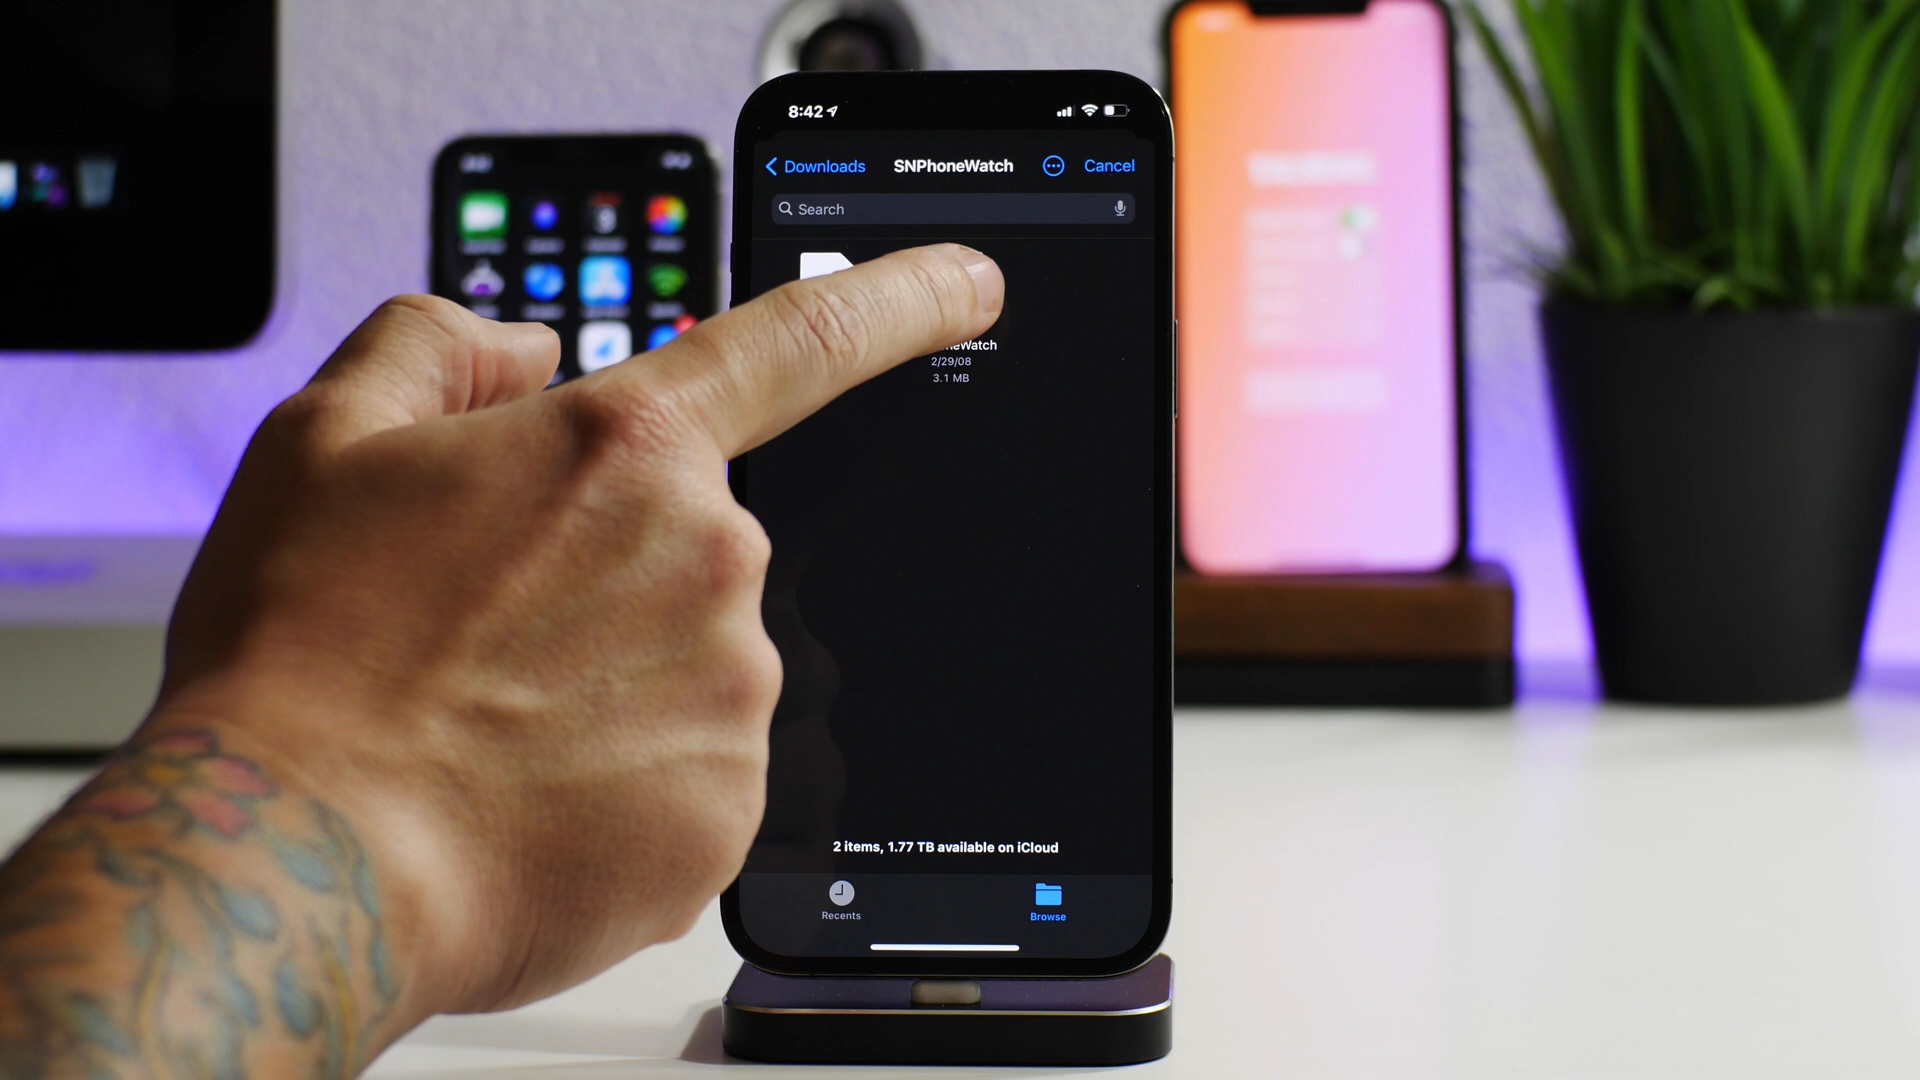 8:42
Downloads
SNPhoneWatch
Cancel
Search
neWatch
2/29/08
3.1 MB
2 items, 1.77 TB available on iCloud
Recents
Browse